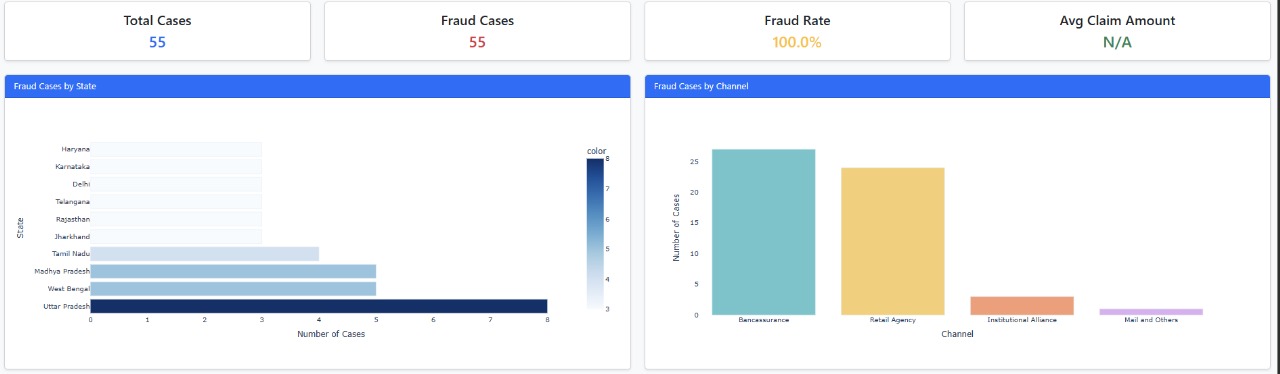 Total Cases
55
Fraud Cases
55
Fraud Rate
100.0%
Avg Claim Amount
N/A
Fraud Cases by State
State
Haryana
Karnataka
Delhi
Telangana
Rajasthan
Jharkhand
Tamil Nadu
Madhya Pradesh
West Bengal
Uttar Pradesh
0 1 2 3 4 5 6 7 8
Number of Cases
color
8
7
6
5
4
3
Fraud Cases by Channel
Number of Cases
25
20
15
10
5
0
Bancassurance Retail Agency Institutional Alliance Mail and Others
Channel